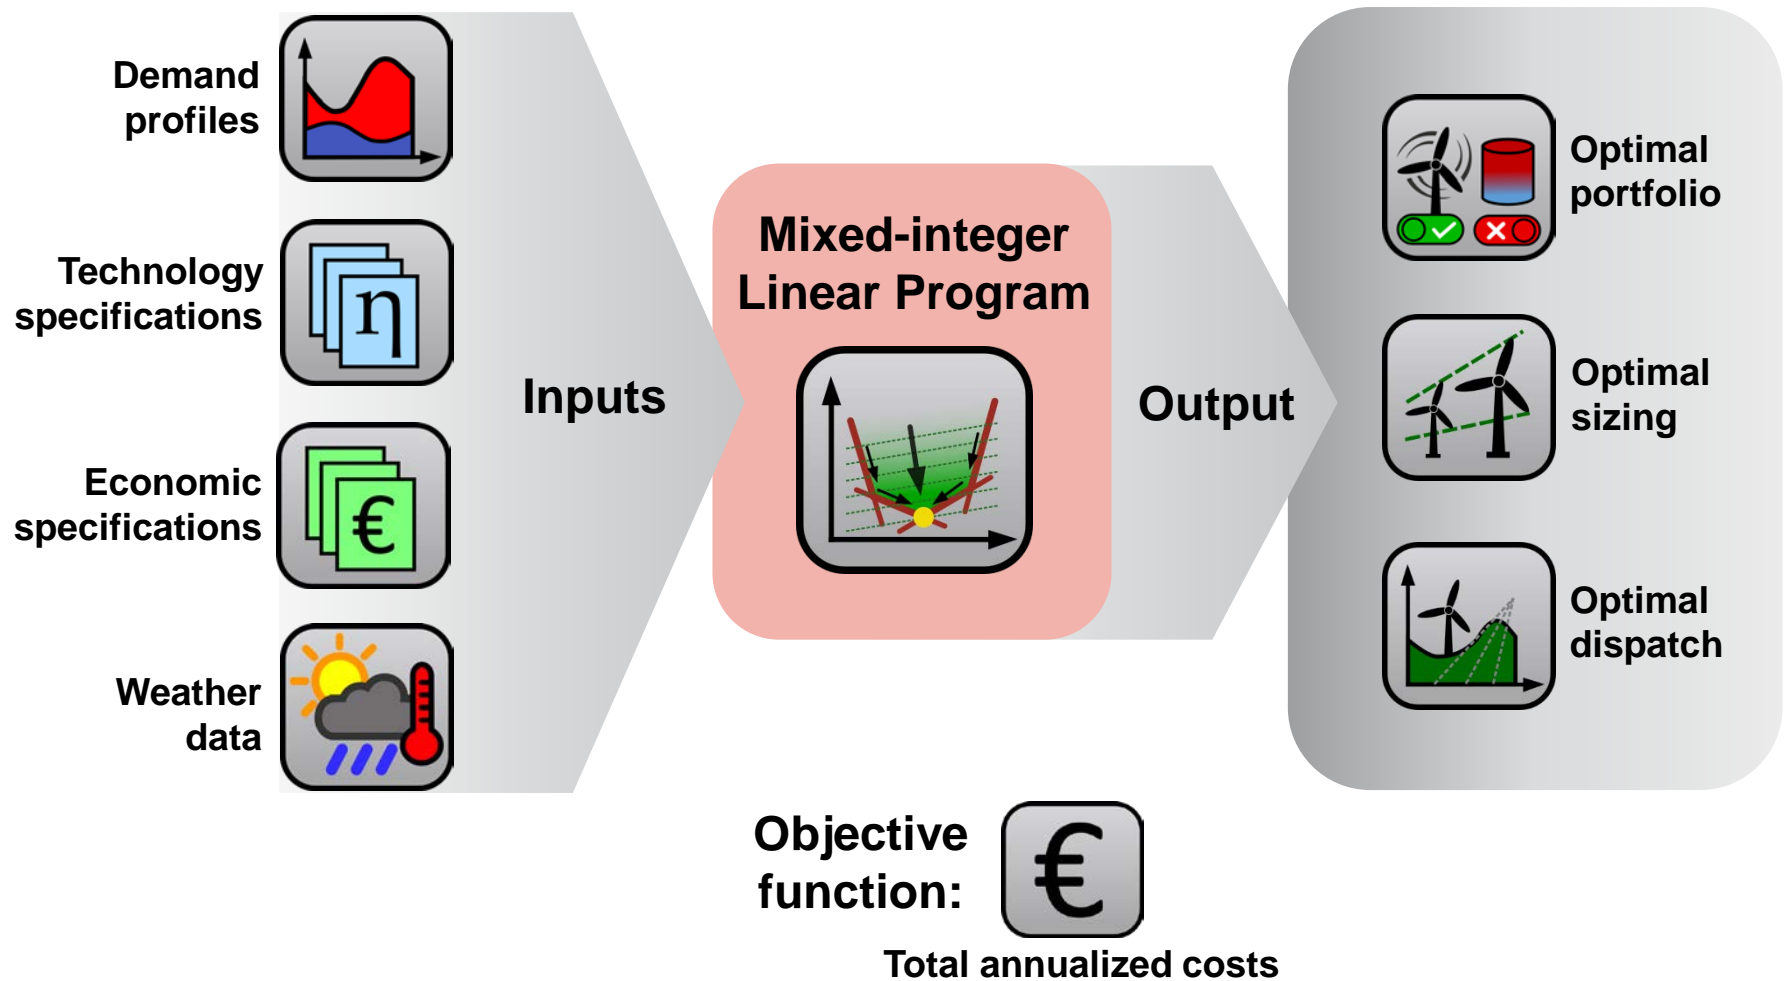 Demand
profiles
Technology
specifications
η
Economic
specifications
€
Weather
data
Inputs
Mixed-integer
Linear Program
Output
Optimal
portfolio
Optimal
sizing
Optimal
dispatch
Objective
function:
€
Total annualized costs